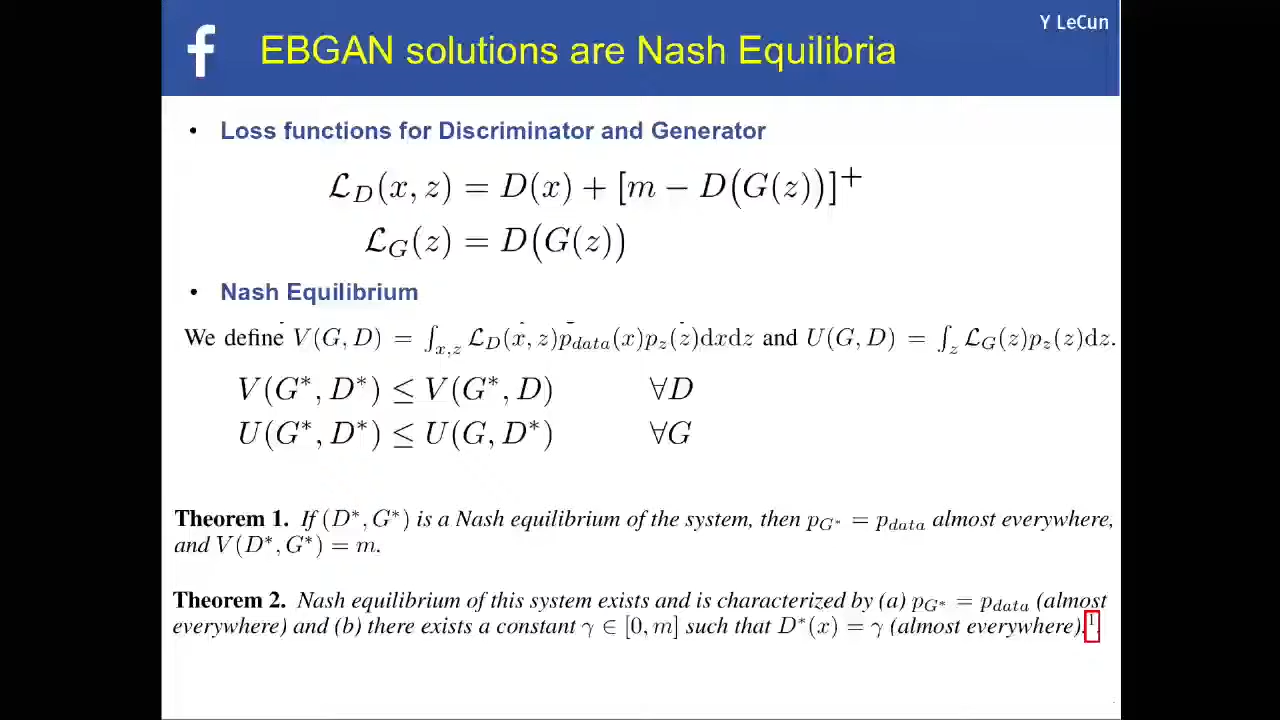 Y LeCun
f EBGAN solutions are Nash Equilibria
• Loss functions for Discriminator and Generator
ℒ_D(x, z) = D(x) + [m − D(G(z))]⁺
ℒ_G(z) = D(G(z))
• Nash Equilibrium
We define V(G, D) = ∫_{x,z} ℒ_D(x, z)p_{data}(x)p_z(z)dxdz and U(G, D) = ∫_z ℒ_G(z)p_z(z)dz.
V(G*, D*) ≤ V(G*, D) ∀D
U(G*, D*) ≤ U(G, D*) ∀G
Theorem 1. If (D*, G*) is a Nash equilibrium of the system, then p_{G*} = p_{data} almost everywhere,
and V(D*, G*) = m.
Theorem 2. Nash equilibrium of this system exists and is characterized by (a) p_{G*} = p_{data} (almost
everywhere) and (b) there exists a constant γ ∈ [0, m] such that D*(x) = γ (almost everywhere).¹.